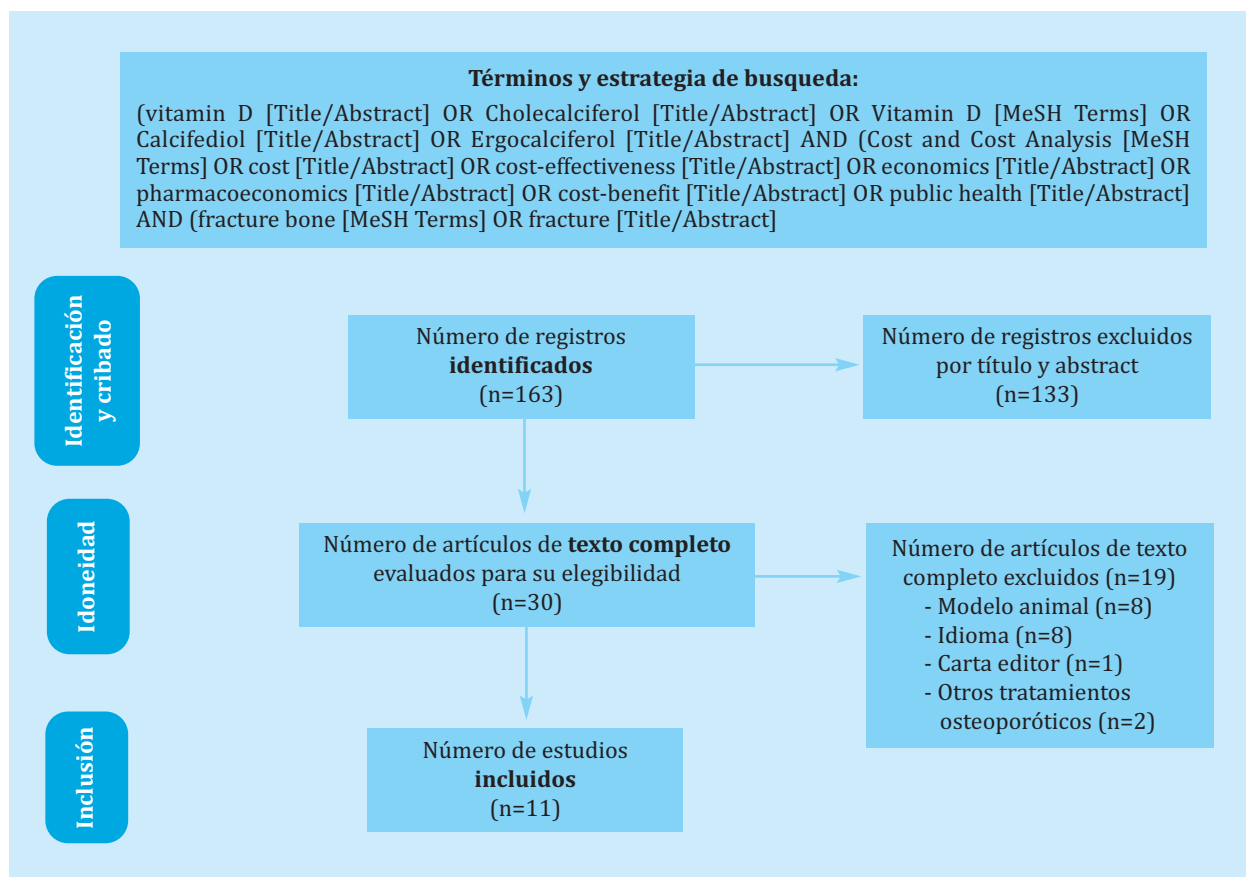 Términos y estrategia de busqueda:
(vitamin D [Title/Abstract] OR Cholecalciferol [Title/Abstract] OR Vitamin D [MeSH Terms] OR
Calcifediol [Title/Abstract] OR Ergocalciferol [Title/Abstract] AND (Cost and Cost Analysis [MeSH
Terms] OR cost [Title/Abstract] OR cost-effectiveness [Title/Abstract] OR economics [Title/Abstract] OR
pharmacoeconomics [Title/Abstract] OR cost-benefit [Title/Abstract] OR public health [Title/Abstract]
AND (fracture bone [MeSH Terms] OR fracture [Title/Abstract]
Identificación
y cribado
Número de registros
identificados
(n=163)
Número de registros excluidos
por título y abstract
(n=133)
Idoneidad
Número de artículos de texto completo
evaluados para su elegibilidad
(n=30)
Número de artículos de texto
completo excluidos (n=19)
- Modelo animal (n=8)
- Idioma (n=8)
- Carta editor (n=1)
- Otros tratamientos
osteoporóticos (n=2)
Inclusión
Número de estudios
incluidos
(n=11)